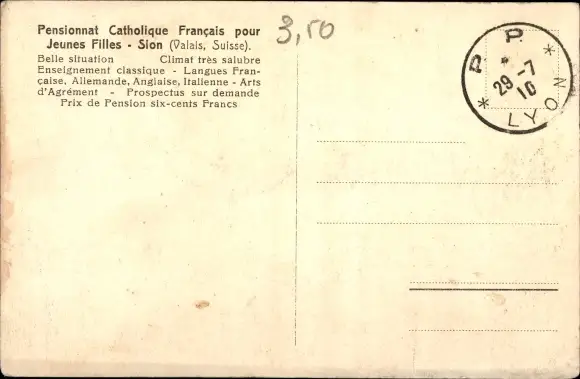 Pensionnat Catholique Français pour
Jeunes Filles - Sion (Valais, Suisse).
Belle situation Climat très salubre
Enseignement classique - Langues Fran-
çaise, Allemande, Anglaise, Italienne - Arts
d'Agrément - Prospectus sur demande
Prix de Pension six-cents Francs
3,50
P. P.
29-7
10
* LYON *